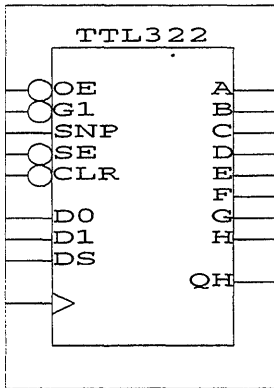 TTL322
OE A
G1 B
SNP C
SE D
CLR E
F
D0 G
D1 H
DS
QH